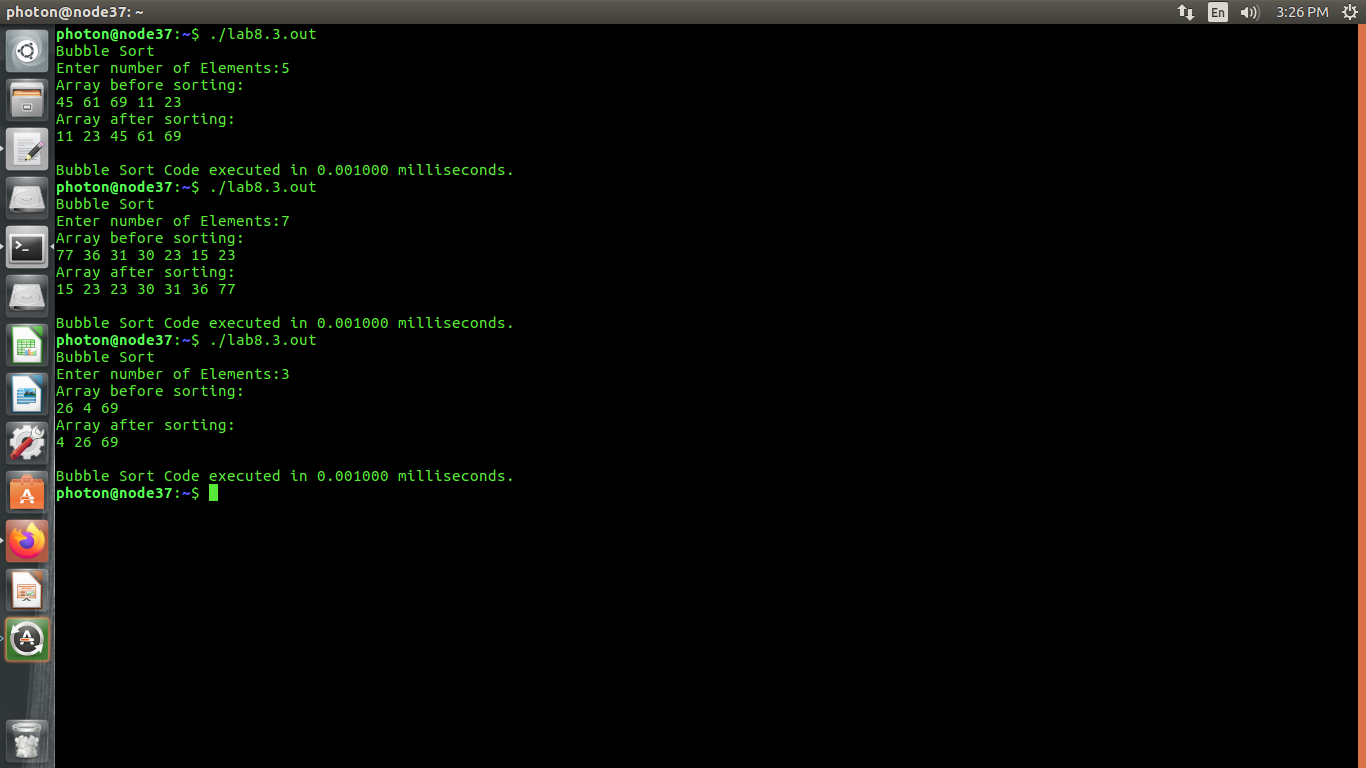 photon@node37: ~
En
3:26 PM
photon@node37:~$ ./lab8.3.out
Bubble Sort
Enter number of Elements:5
Array before sorting:
45 61 69 11 23
Array after sorting:
11 23 45 61 69
Bubble Sort Code executed in 0.001000 milliseconds.
photon@node37:~$ ./lab8.3.out
Bubble Sort
Enter number of Elements:7
Array before sorting:
77 36 31 30 23 15 23
Array after sorting:
15 23 23 30 31 36 77
Bubble Sort Code executed in 0.001000 milliseconds.
photon@node37:~$ ./lab8.3.out
Bubble Sort
Enter number of Elements:3
Array before sorting:
26 4 69
Array after sorting:
4 26 69
Bubble Sort Code executed in 0.001000 milliseconds.
photon@node37:~$